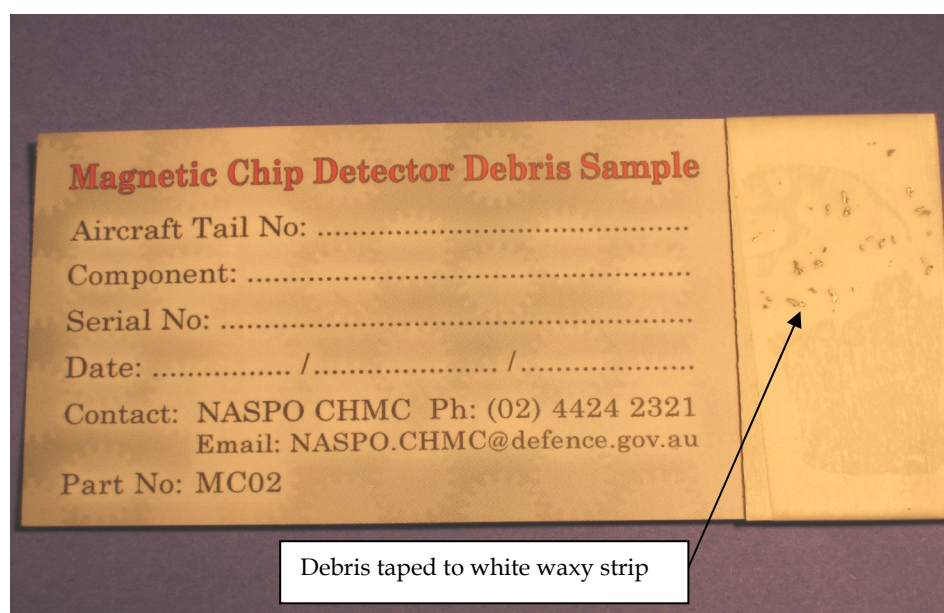 Magnetic Chip Detector Debris Sample
Aircraft Tail No: ................................................
Component: ..........................................................
Serial No: .............................................................
Date: ................ /..................... /....................
Contact: NASPO CHMC Ph: (02) 4424 2321
Email: NASPO.CHMC@defence.gov.au
Part No: MC02
Debris taped to white waxy strip